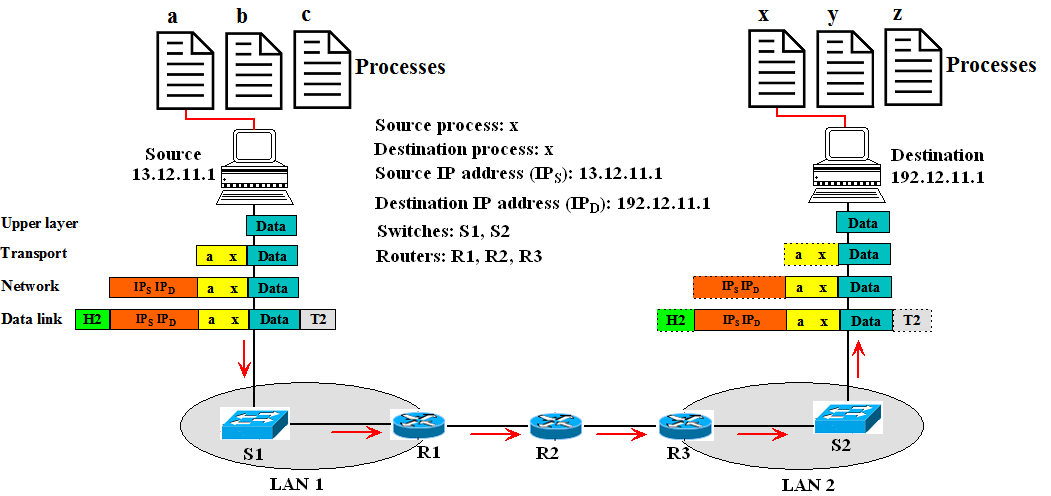 a b c
x y z
Processes
Processes
Source
13.12.11.1
Source process: x
Destination process: x
Source IP address (IPS): 13.12.11.1
Destination IP address (IPD): 192.12.11.1
Switches: S1, S2
Routers: R1, R2, R3
Destination
192.12.11.1
Upper layer
Data
Data
Transport
a x Data
a x Data
Network
IPS IPD a x Data
IPS IPD a x Data
Data link
H2 IPS IPD a x Data T2
H2 IPS IPD a x Data T2
S1
R1
R2
R3
S2
LAN 1
LAN 2